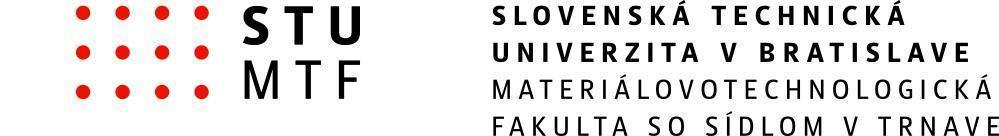 STU
MTF
SLOVENSKÁ TECHNICKÁ
UNIVERZITA V BRATISLAVE
MATERIÁLOVOTECHNOLOGICKÁ
FAKULTA SO SÍDLOM V TRNAVE